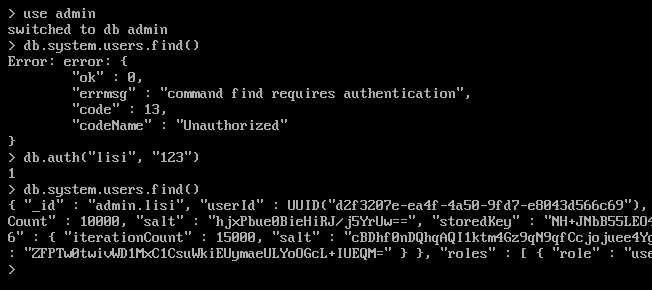 > use admin
switched to db admin
> db.system.users.find()
Error: error: {
"ok" : 0,
"errmsg" : "command find requires authentication",
"code" : 13,
"codeName" : "Unauthorized"
}
> db.auth("lisi", "123")
1
> db.system.users.find()
{ "_id" : "admin.lisi", "userId" : UUID("d2f3207e-ea4f-4a50-9fd7-e8043d566c69"),
Count" : 10000, "salt" : "hjxPbue0BieHiRJ/j5YrUw==", "storedKey" : "NH+JNbB55LEO4
6" : { "iterationCount" : 15000, "salt" : "cBDhf0nDQhqAQI1ktm4Gz9qN9qfCcjojuee4Yg
: "ZFPTw0twivWD1MxC1CsuWkiEUymaeULYoOGcL+IUEQM=" } }, "roles" : [ { "role" : "use
>